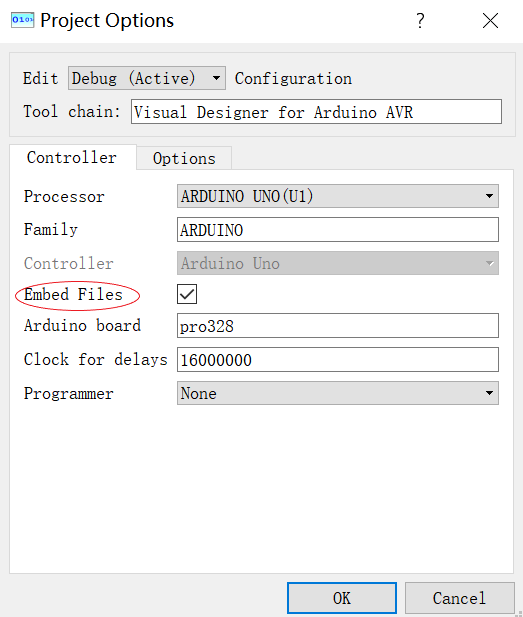 Project Options
Edit Debug (Active) Configuration
Tool chain: Visual Designer for Arduino AVR
Controller Options
Processor ARDUINO UNO(U1)
Family ARDUINO
Controller Arduino Uno
Embed Files
Arduino board pro328
Clock for delays 16000000
Programmer None
OK Cancel